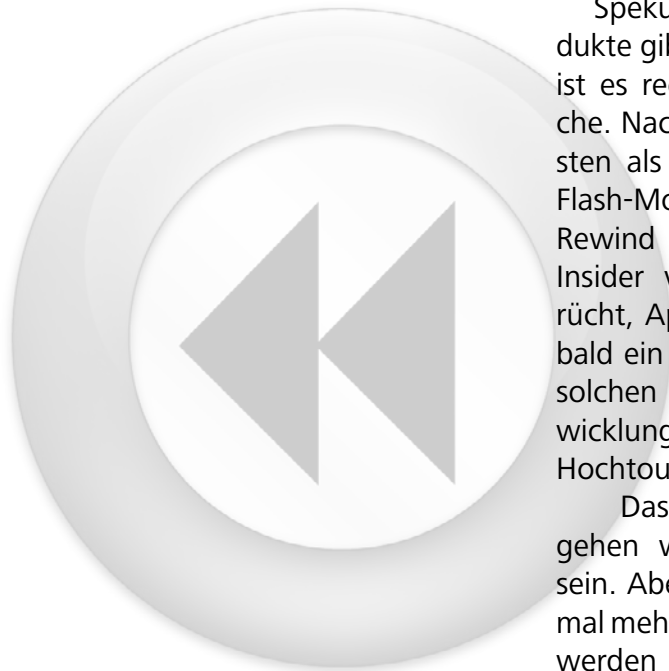 Speku
dukte gil
ist es re
che. Nac
sten als
Flash-Mo
Rewind
Insider v
rücht, Ap
bald ein
solchen
wicklung
Hochtou
Das
gehen w
sein. Abe
mal meh
werden